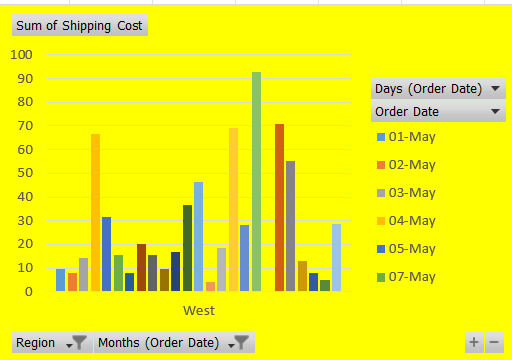 Sum of Shipping Cost
100
90
80
70
60
50
40
30
20
10
0
West
Days (Order Date)
Order Date
01-May
02-May
03-May
04-May
05-May
07-May
Region Months (Order Date)
+ −